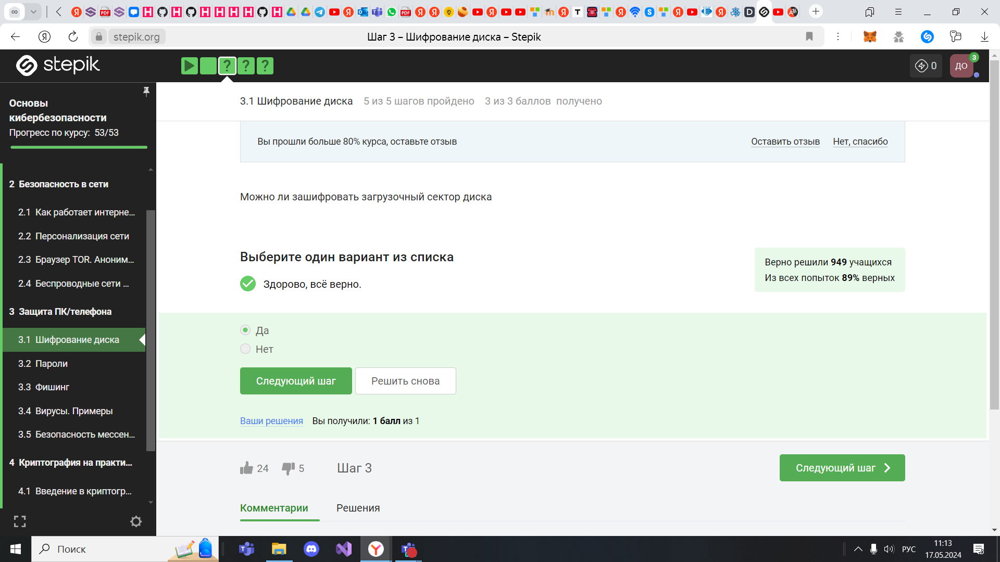 stepik.org
Шаг 3 – Шифрование диска – Stepik
stepik
? ? ?
0
ДО
3
Основы
кибербезопасности
Прогресс по курсу: 53/53
2 Безопасность в сети
2.1 Как работает интерне...
2.2 Персонализация сети
2.3 Браузер TOR. Аноним...
2.4 Беспроводные сети ...
3 Защита ПК/телефона
3.1 Шифрование диска
3.2 Пароли
3.3 Фишинг
3.4 Вирусы. Примеры
3.5 Безопасность мессен...
4 Криптография на практи...
4.1 Введение в криптогр...
3.1 Шифрование диска 5 из 5 шагов пройдено 3 из 3 баллов получено
Вы прошли больше 80% курса, оставьте отзыв
Оставить отзыв Нет, спасибо
Можно ли зашифровать загрузочный сектор диска
Выберите один вариант из списка
Здорово, всё верно.
Верно решили 949 учащихся
Из всех попыток 89% верных
Да
Нет
Следующий шаг Решить снова
Ваши решения Вы получили: 1 балл из 1
24 5 Шаг 3
Следующий шаг
Комментарии Решения
Поиск
РУС
11:13
17.05.2024